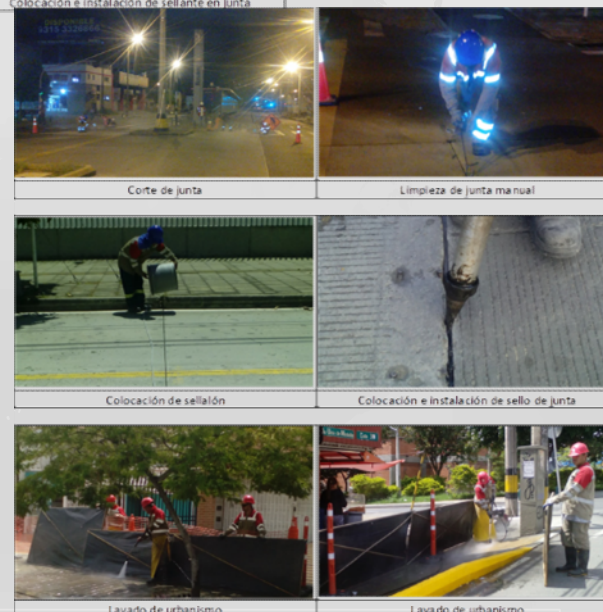 Colocación e instalación de sellante en junta
DISPONIBLE
Corte de junta
Limpieza de junta manual
Colocación de sellalón
Colocación e instalación de sello de junta
Lavado de urbanismo
Lavado de urbanismo